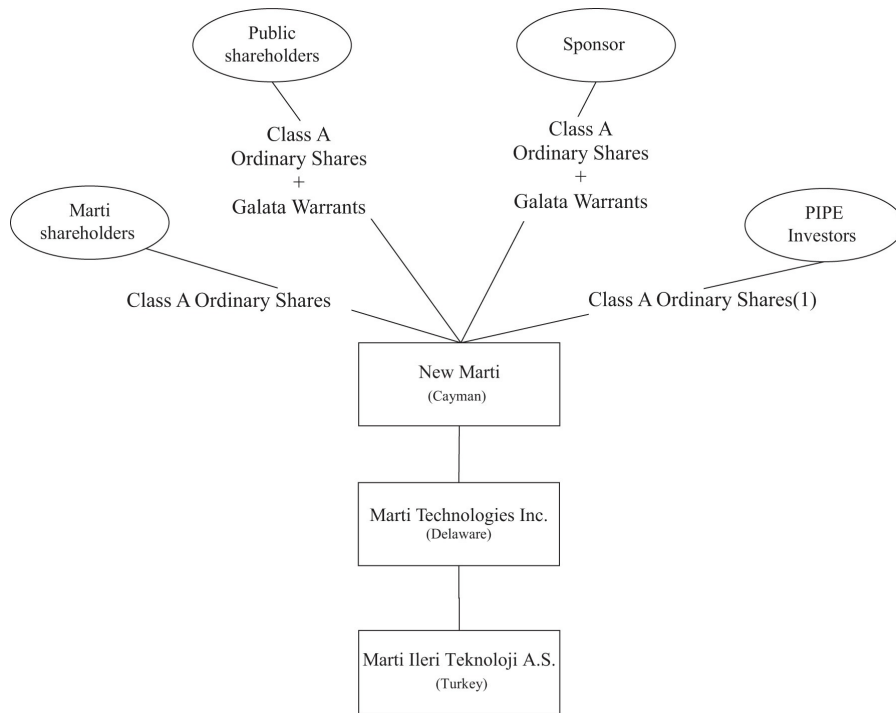 Public
shareholders
Sponsor
Class A
Ordinary Shares
+
Galata Warrants
Class A
Ordinary Shares
+
Galata Warrants
Marti
shareholders
PIPE
Investors
Class A Ordinary Shares
Class A Ordinary Shares(1)
New Marti
(Cayman)
Marti Technologies Inc.
(Delaware)
Marti Ileri Teknoloji A.S.
(Turkey)